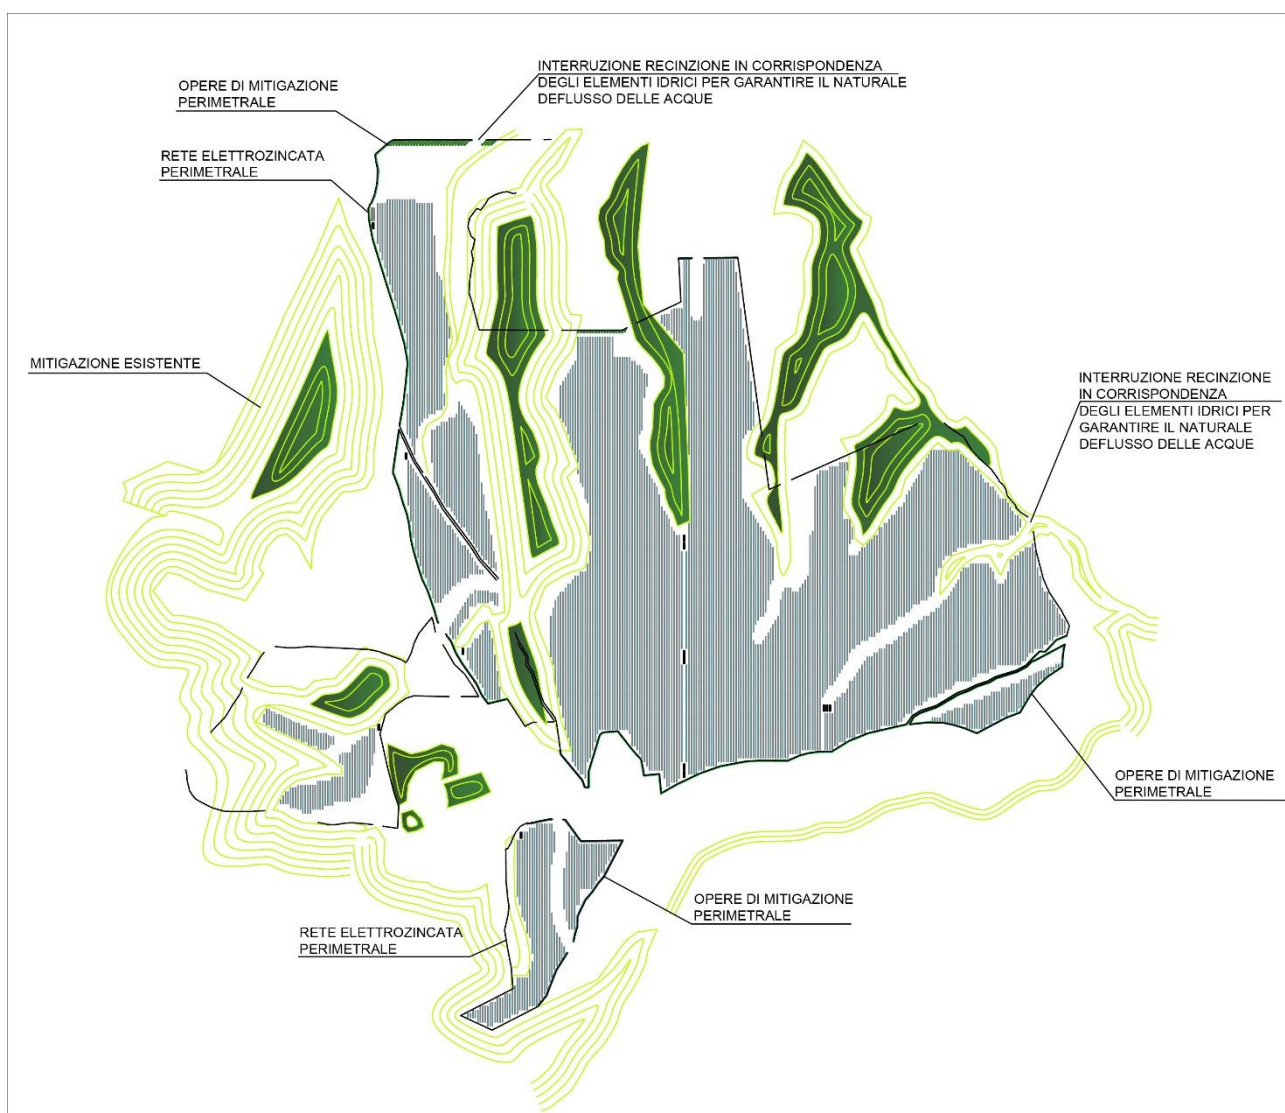 INTERRUZIONE RECINZIONE IN CORRISPONDENZA
DEGLI ELEMENTI IDRICI PER GARANTIRE IL NATURALE
DEFLUSSO DELLE ACQUE
OPERE DI MITIGAZIONE
PERIMETRALE
RETE ELETTROZINCATA
PERIMETRALE
MITIGAZIONE ESISTENTE
INTERRUZIONE RECINZIONE
IN CORRISPONDENZA
DEGLI ELEMENTI IDRICI PER
GARANTIRE IL NATURALE
DEFLUSSO DELLE ACQUE
OPERE DI MITIGAZIONE
PERIMETRALE
OPERE DI MITIGAZIONE
PERIMETRALE
RETE ELETTROZINCATA
PERIMETRALE